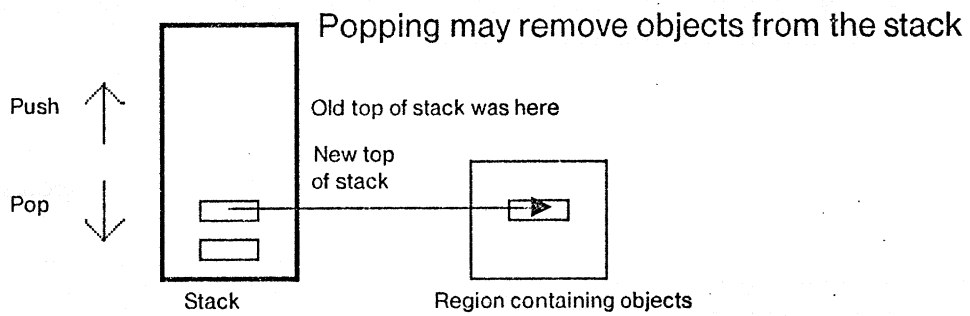 Popping may remove objects from the stack
Push
Old top of stack was here
New top
of stack
Pop
Stack
Region containing objects